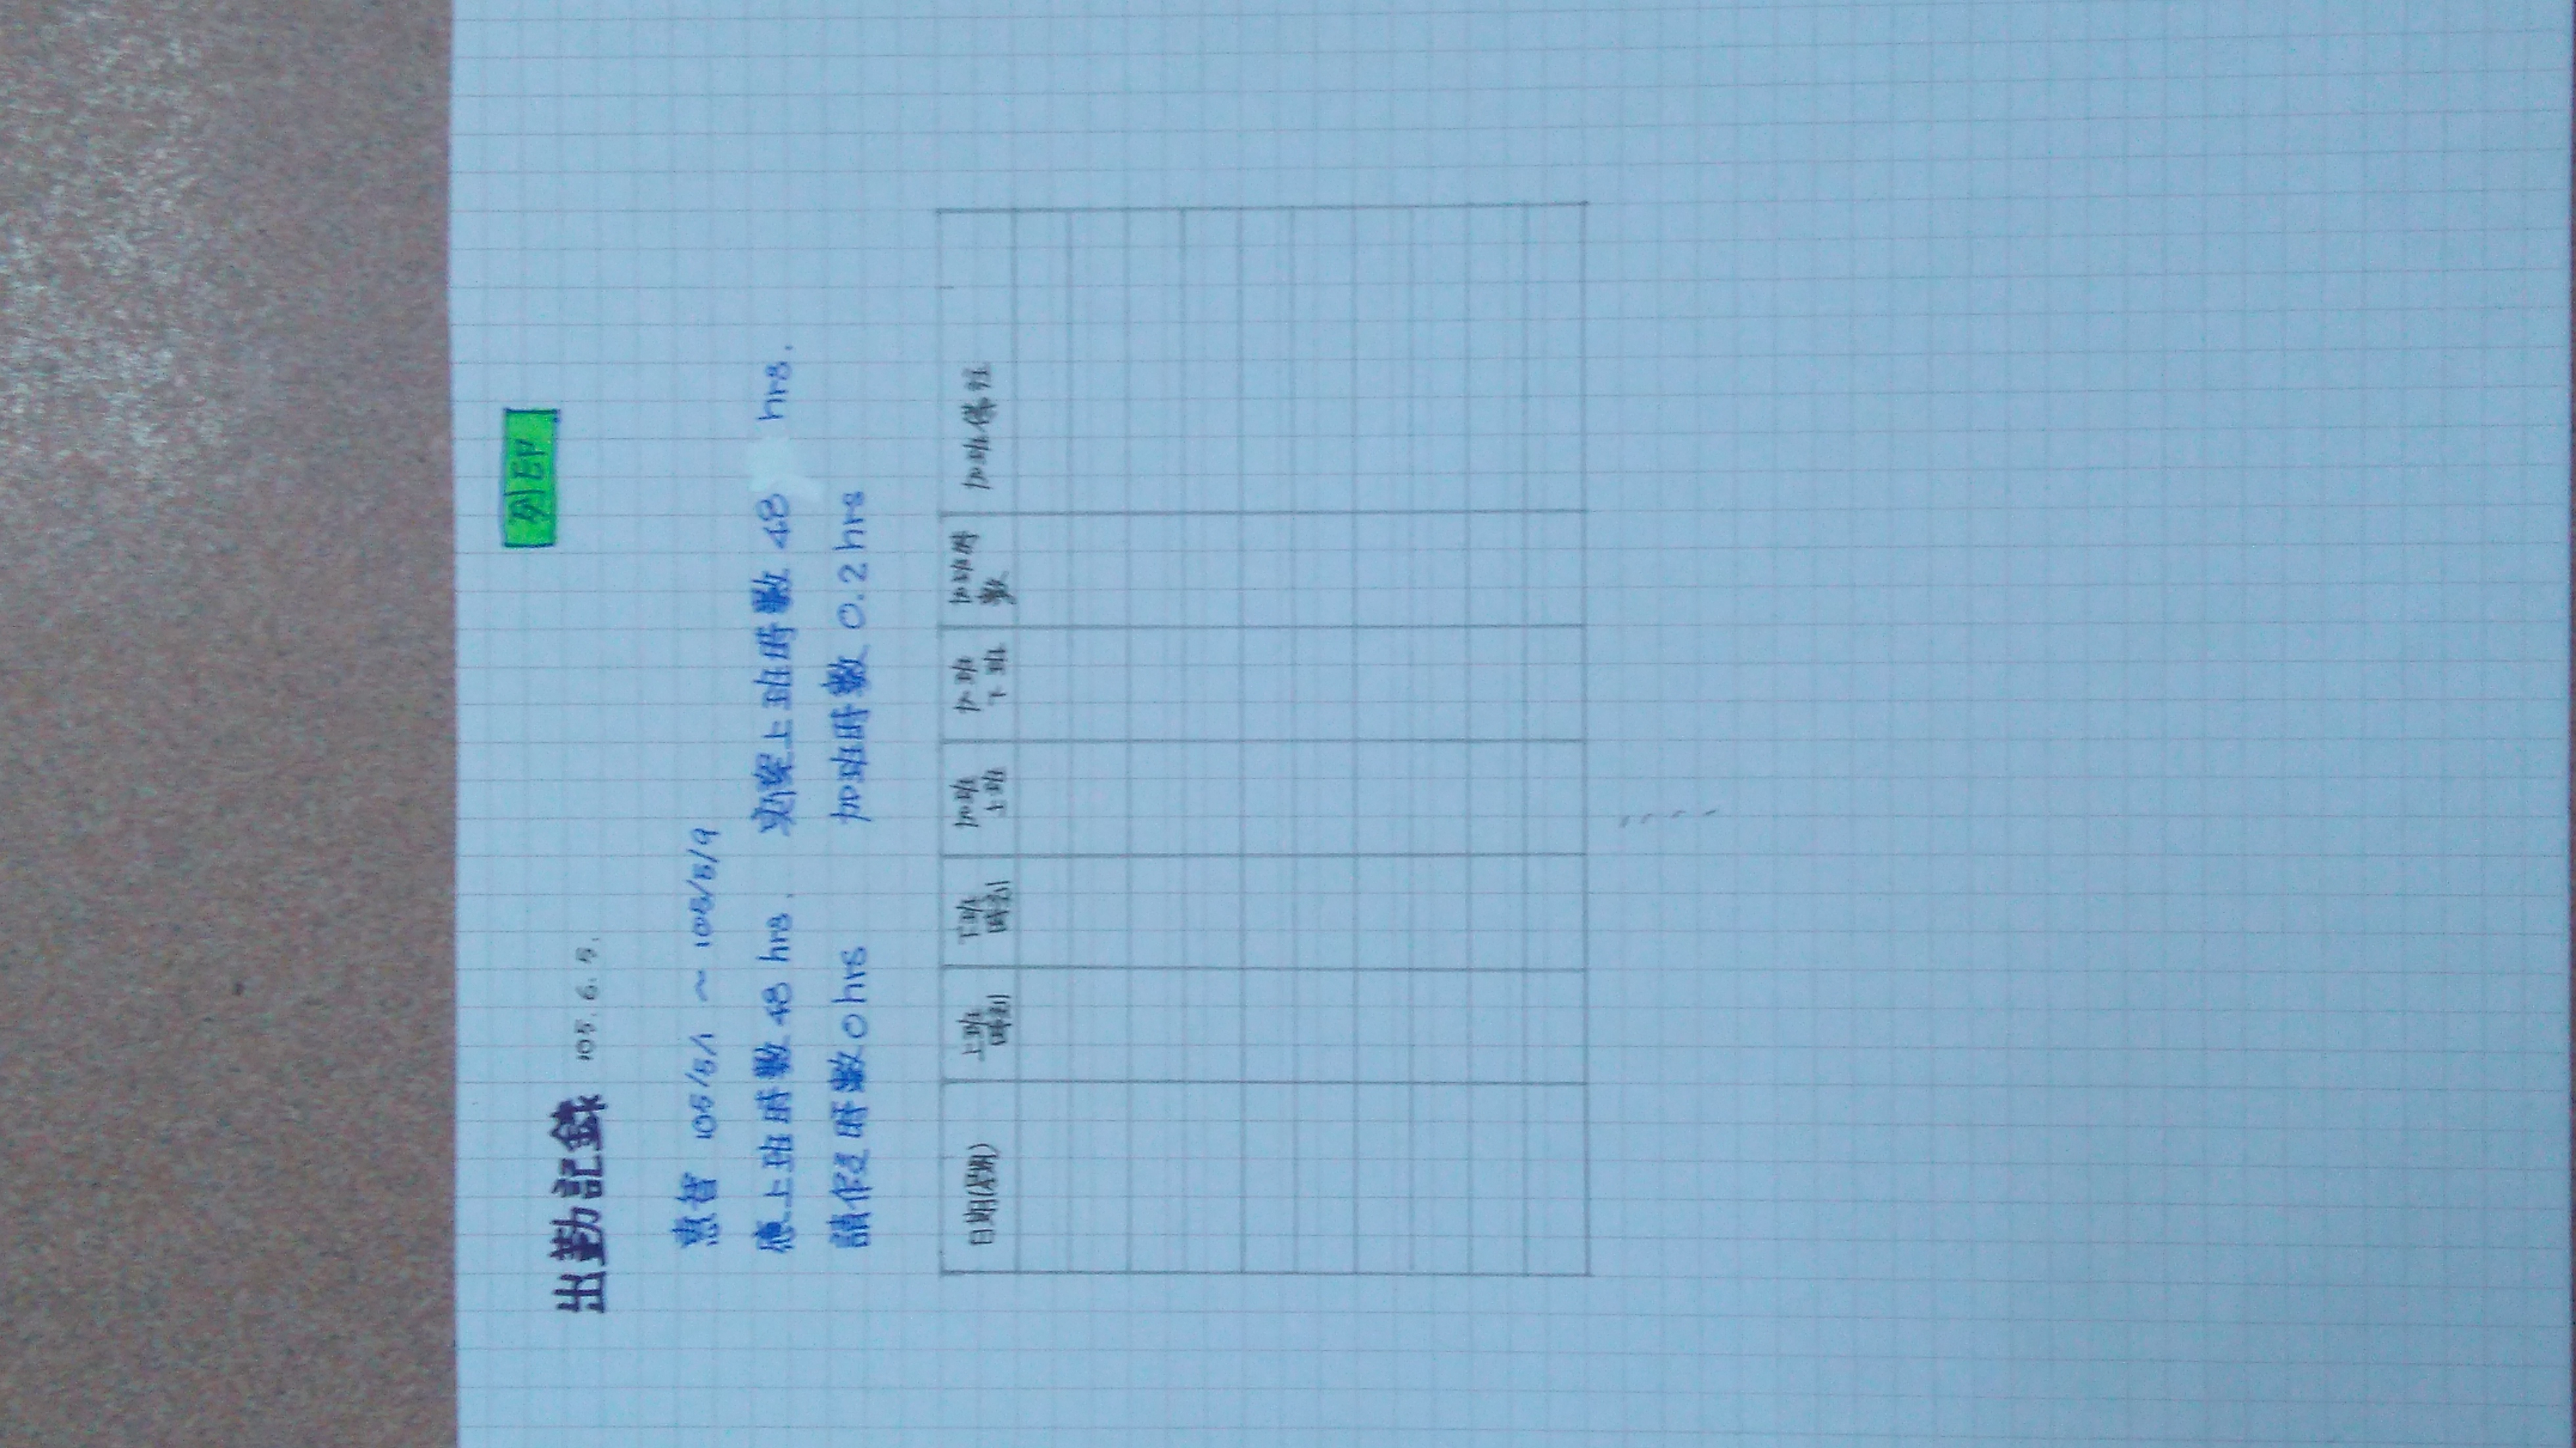 列印
出勤記錄 105.6.5.
惠智 105/5/1 ~ 105/5/9
應上班時數 48 hrs. 實際上班時數 48 hrs.
請假時數 0 hrs 加班時數 0.2 hrs
日期(星期) 上班時刻 下班時刻 加班上班 加班下班 加班時數 加班備註